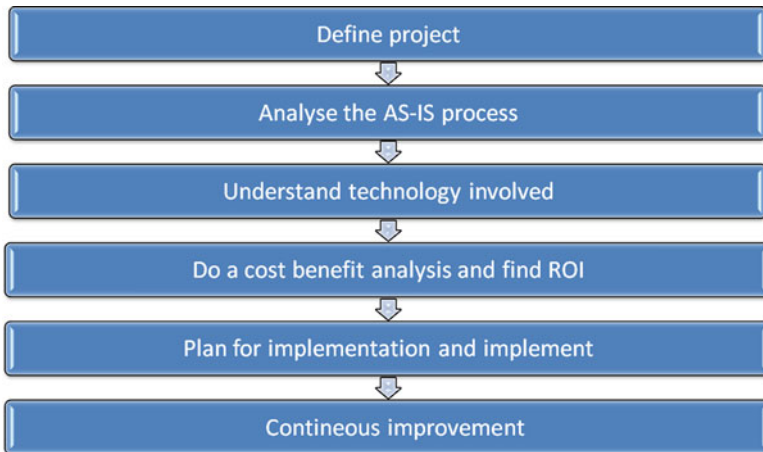 Define project
Analyse the AS-IS process
Understand technology involved
Do a cost benefit analysis and find ROI
Plan for implementation and implement
Contineous improvement